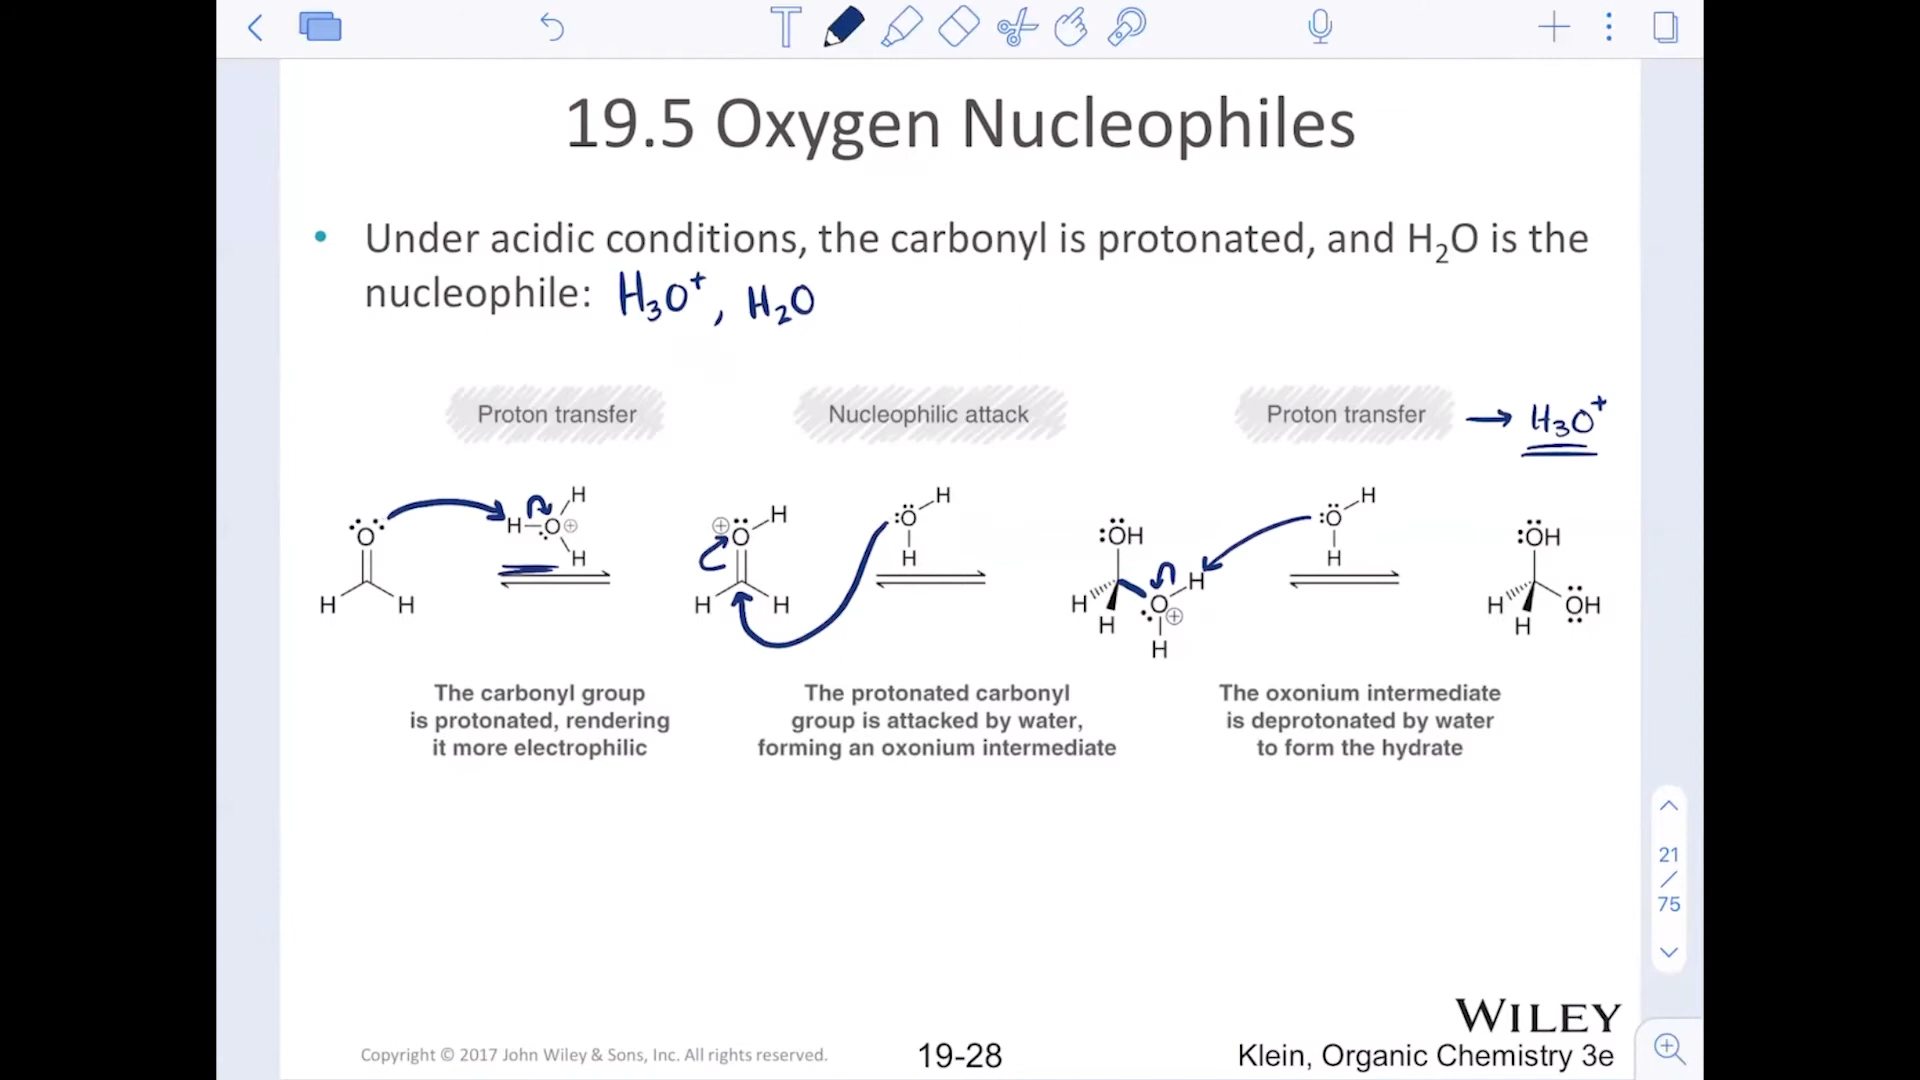 19.5 Oxygen Nucleophiles
• Under acidic conditions, the carbonyl is protonated, and H₂O is the
nucleophile: H₃O⁺, H₂O
Proton transfer
Nucleophilic attack
Proton transfer → H₃O⁺
O
H
H
H–O⊕
H
H
⊕O
H
H
H
:O
H
H
:OH
H
H
O
H
⊕
H
:O
H
H
:OH
H
H
OH
The carbonyl group
is protonated, rendering
it more electrophilic
The protonated carbonyl
group is attacked by water,
forming an oxonium intermediate
The oxonium intermediate
is deprotonated by water
to form the hydrate
21
/
75
WILEY
Copyright © 2017 John Wiley & Sons, Inc. All rights reserved.
19-28
Klein, Organic Chemistry 3e